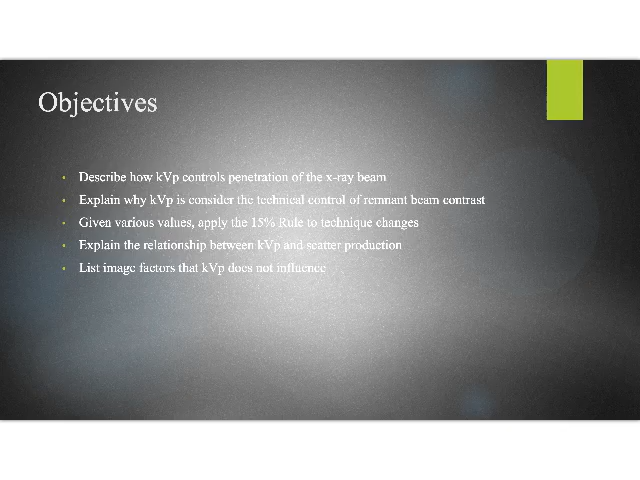 Objectives
• Describe how kVp controls penetration of the x-ray beam
• Explain why kVp is consider the technical control of remnant beam contrast
• Given various values, apply the 15% Rule to technique changes
• Explain the relationship between kVp and scatter production
• List image factors that kVp does not influence